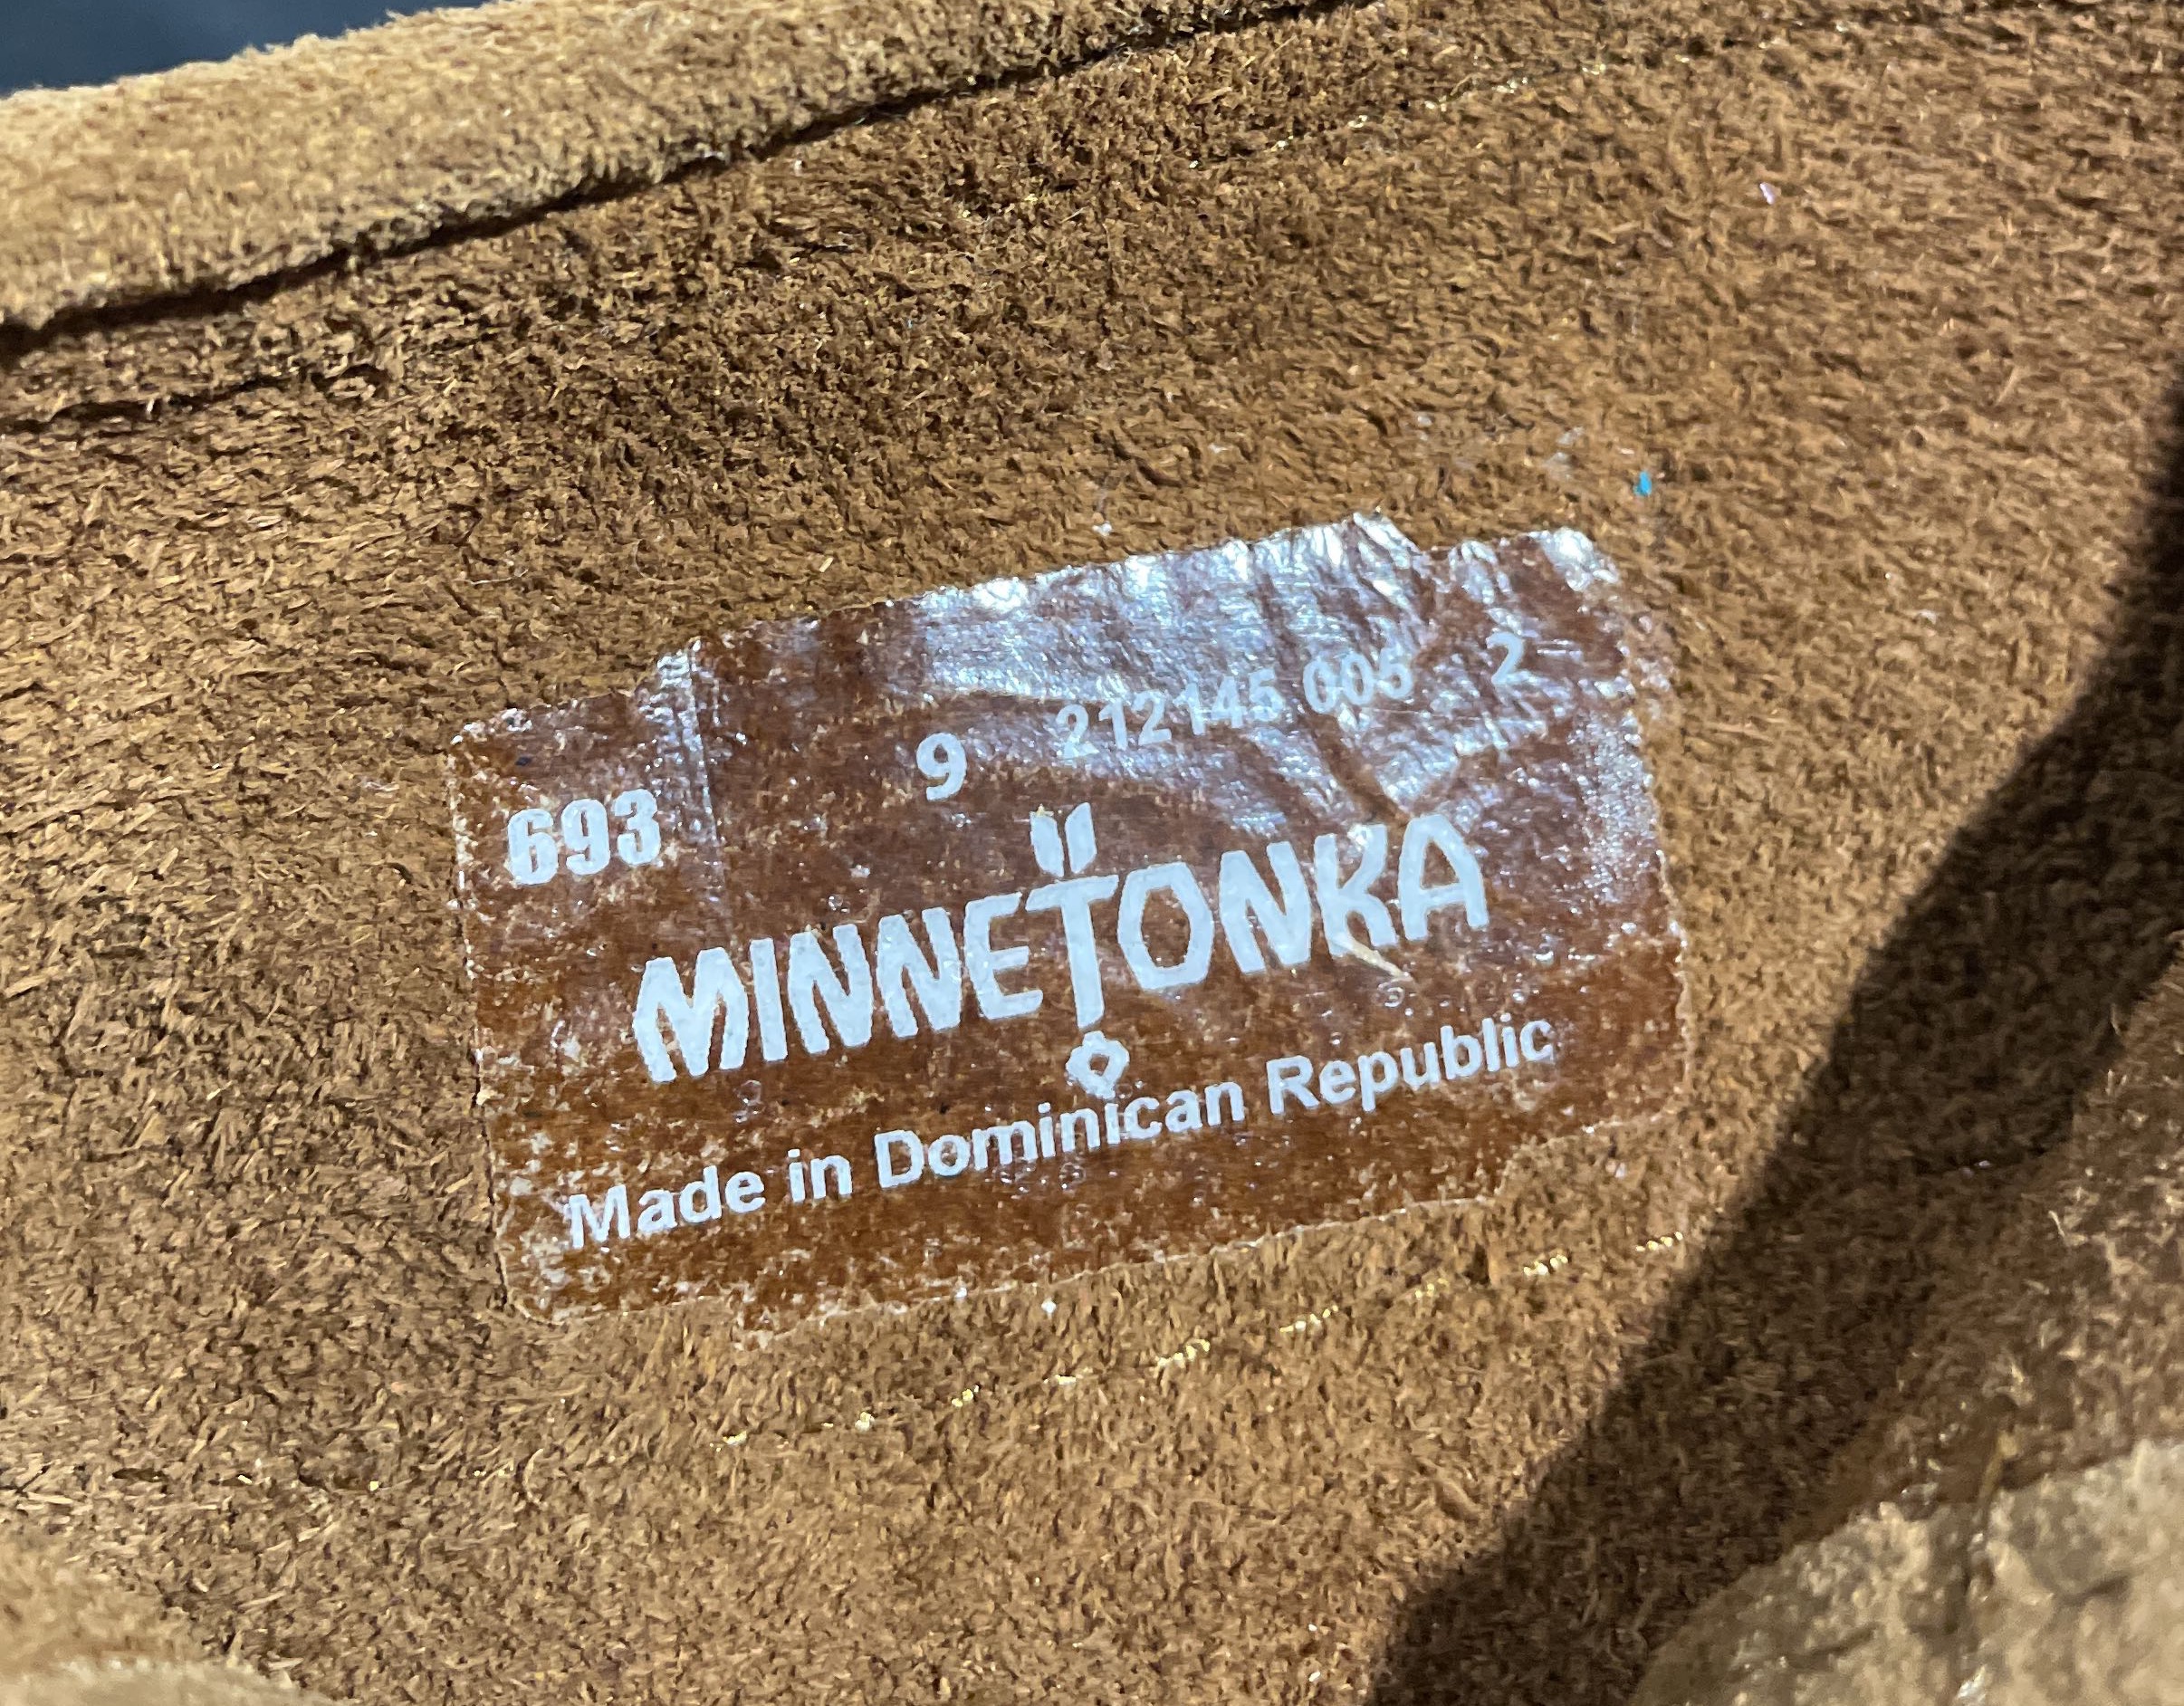 9 212145 005 2
693
MINNETONKA
Made in Dominican Republic